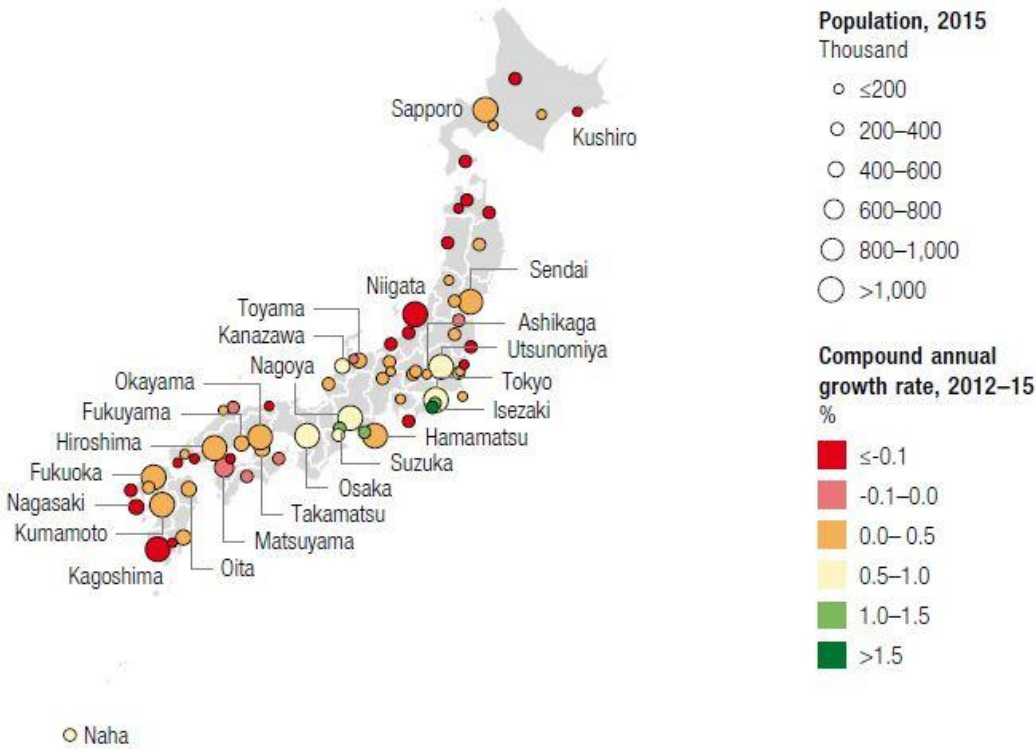 Population, 2015
Thousand
≤200
200–400
400–600
600–800
800–1,000
>1,000
Compound annual
growth rate, 2012–15
%
≤-0.1
-0.1–0.0
0.0– 0.5
0.5–1.0
1.0–1.5
>1.5
Sapporo
Kushiro
Sendai
Niigata
Toyama
Ashikaga
Kanazawa
Utsunomiya
Nagoya
Tokyo
Okayama
Isezaki
Fukuyama
Hiroshima
Hamamatsu
Suzuka
Fukuoka
Osaka
Nagasaki
Takamatsu
Kumamoto
Matsuyama
Oita
Kagoshima
Naha